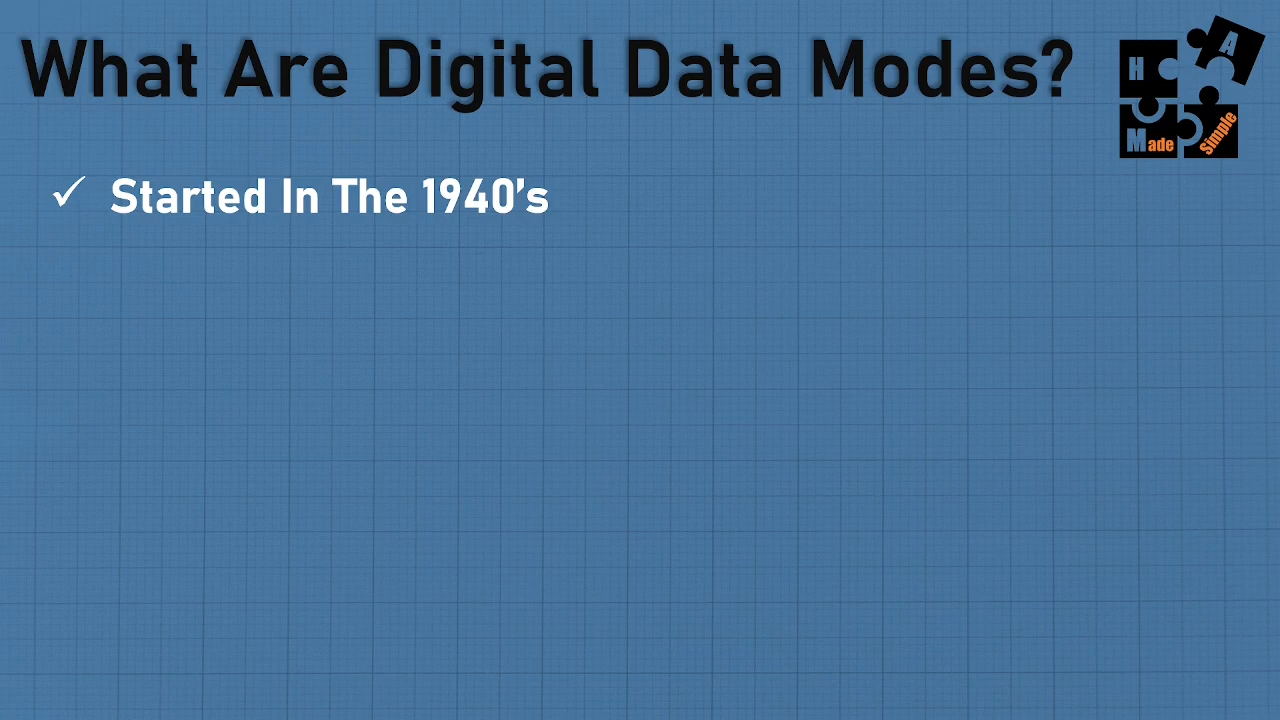 What Are Digital Data Modes?
H A
Made Simple
✓ Started In The 1940's